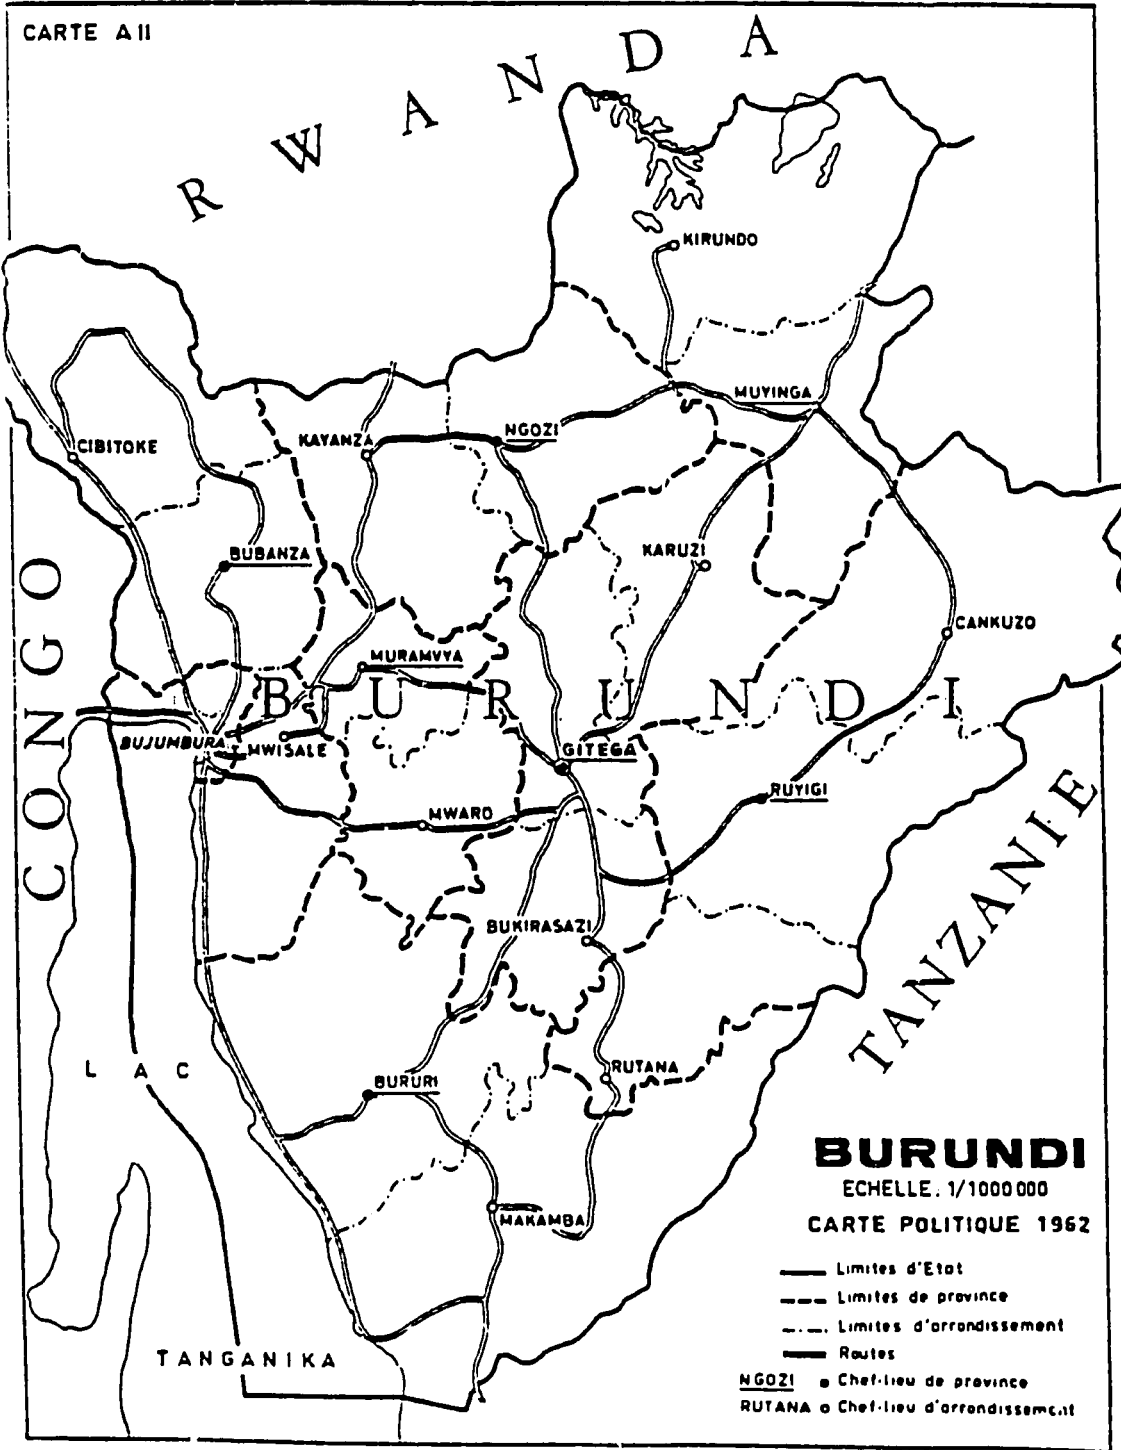 CARTE A11
RWANDA
KIRUNDO
MUYINGA
NGOZI
KAYANZA
CIBITOKE
BUBANZA
KARUZI
CANKUZO
MURAMVYA
BURUNDI
CONGO
BUJUMBURA
MWISALE
GITEGA
RUYIGI
MWARO
TANZANIE
BUKIRASAZI
LAC
RUTANA
BURURI
MAKAMBA
TANGANIKA
BURUNDI
ECHELLE. 1/1000000
CARTE POLITIQUE 1962
Limites d'Etat
Limites de province
Limites d'arrondissement
Routes
NGOZI Chef-lieu de province
RUTANA Chef-lieu d'arrondissement